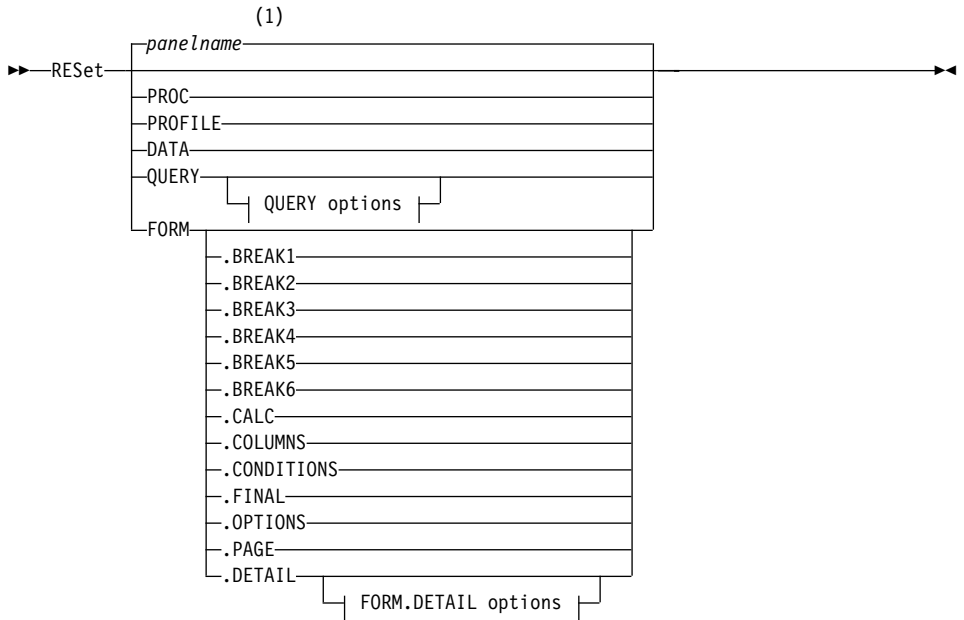 (1)
panelname
RESet
PROC
PROFILE
DATA
QUERY
QUERY options
FORM
.BREAK1
.BREAK2
.BREAK3
.BREAK4
.BREAK5
.BREAK6
.CALC
.COLUMNS
.CONDITIONS
.FINAL
.OPTIONS
.PAGE
.DETAIL
FORM.DETAIL options